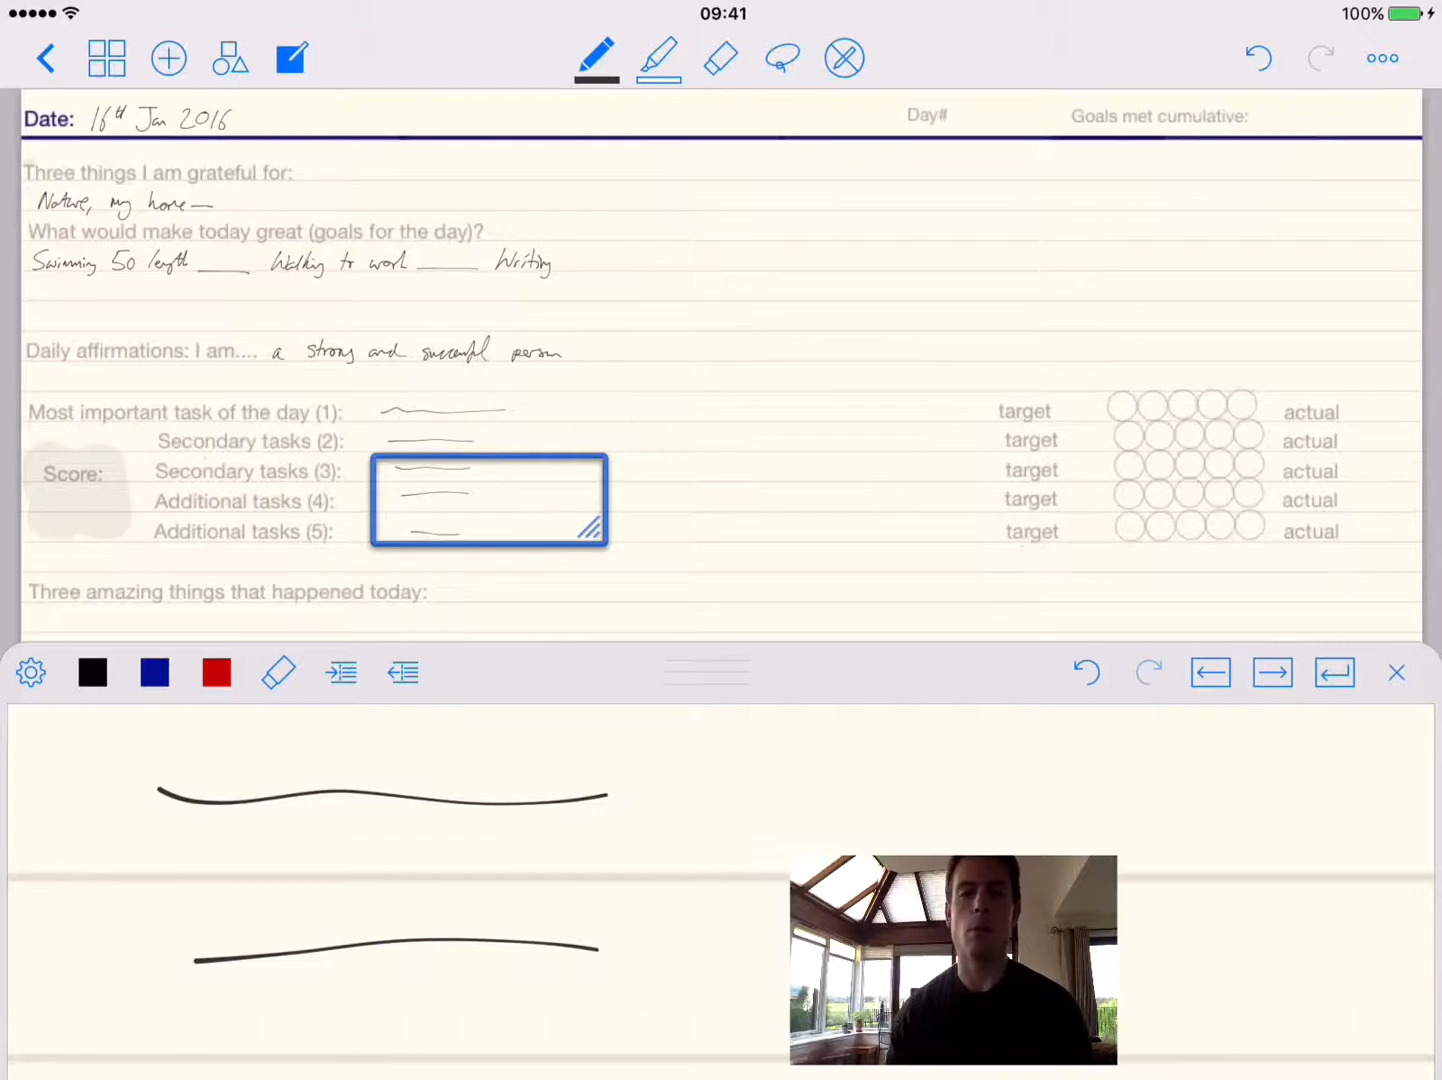 09:41
100%
Date: 16th Jan 2016
Day#
Goals met cumulative:
Three things I am grateful for:
Nature, my home
What would make today great (goals for the day)?
Swimming 50 length Walking to work Writing
Daily affirmations: I am.... a strong and successful person
Most important task of the day (1): target actual
Secondary tasks (2): target actual
Score: Secondary tasks (3): target actual
Additional tasks (4): target actual
Additional tasks (5): target actual
Three amazing things that happened today: